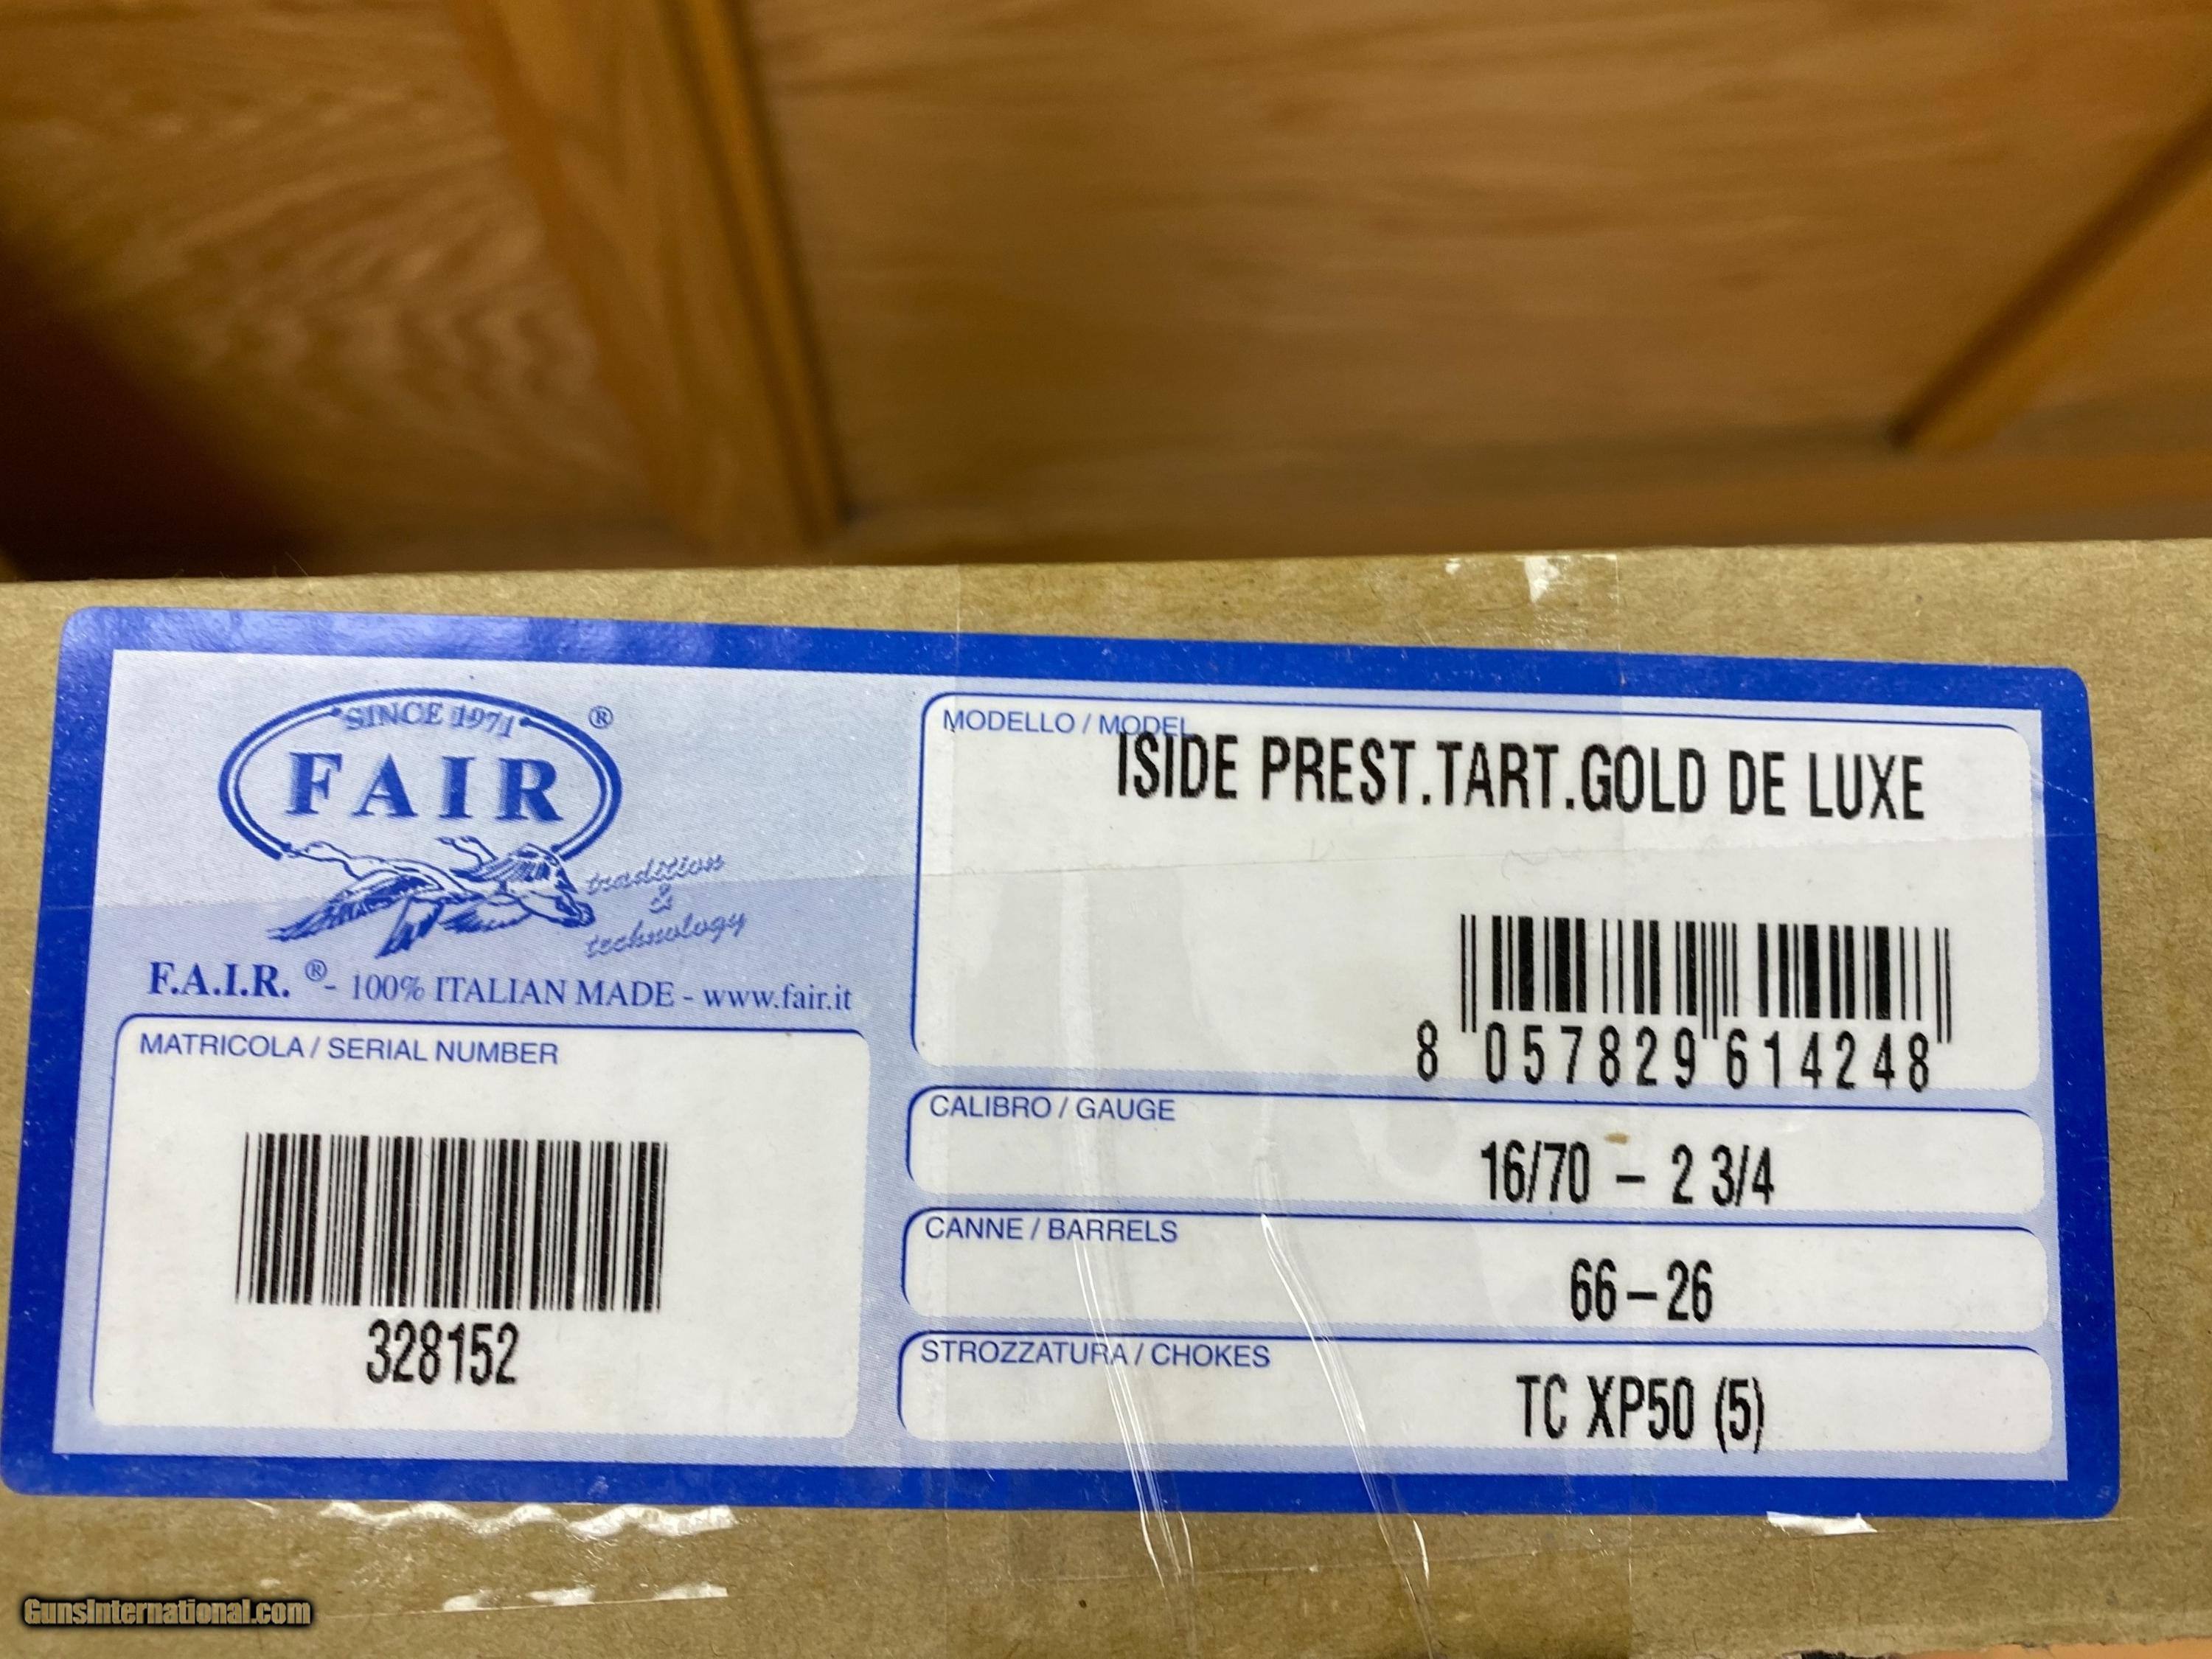 SINCE 1971 ®
FAIR
tradition
&
technology
F.A.I.R. ® - 100% ITALIAN MADE - www.fair.it
MATRICOLA / SERIAL NUMBER
328152
MODELLO / MODEL
ISIDE PREST.TART.GOLD DE LUXE
8 057829 614248
CALIBRO / GAUGE
16/70 – 2 3/4
CANNE / BARRELS
66–26
STROZZATURA / CHOKES
TC XP50 (5)
GunsInternational.com